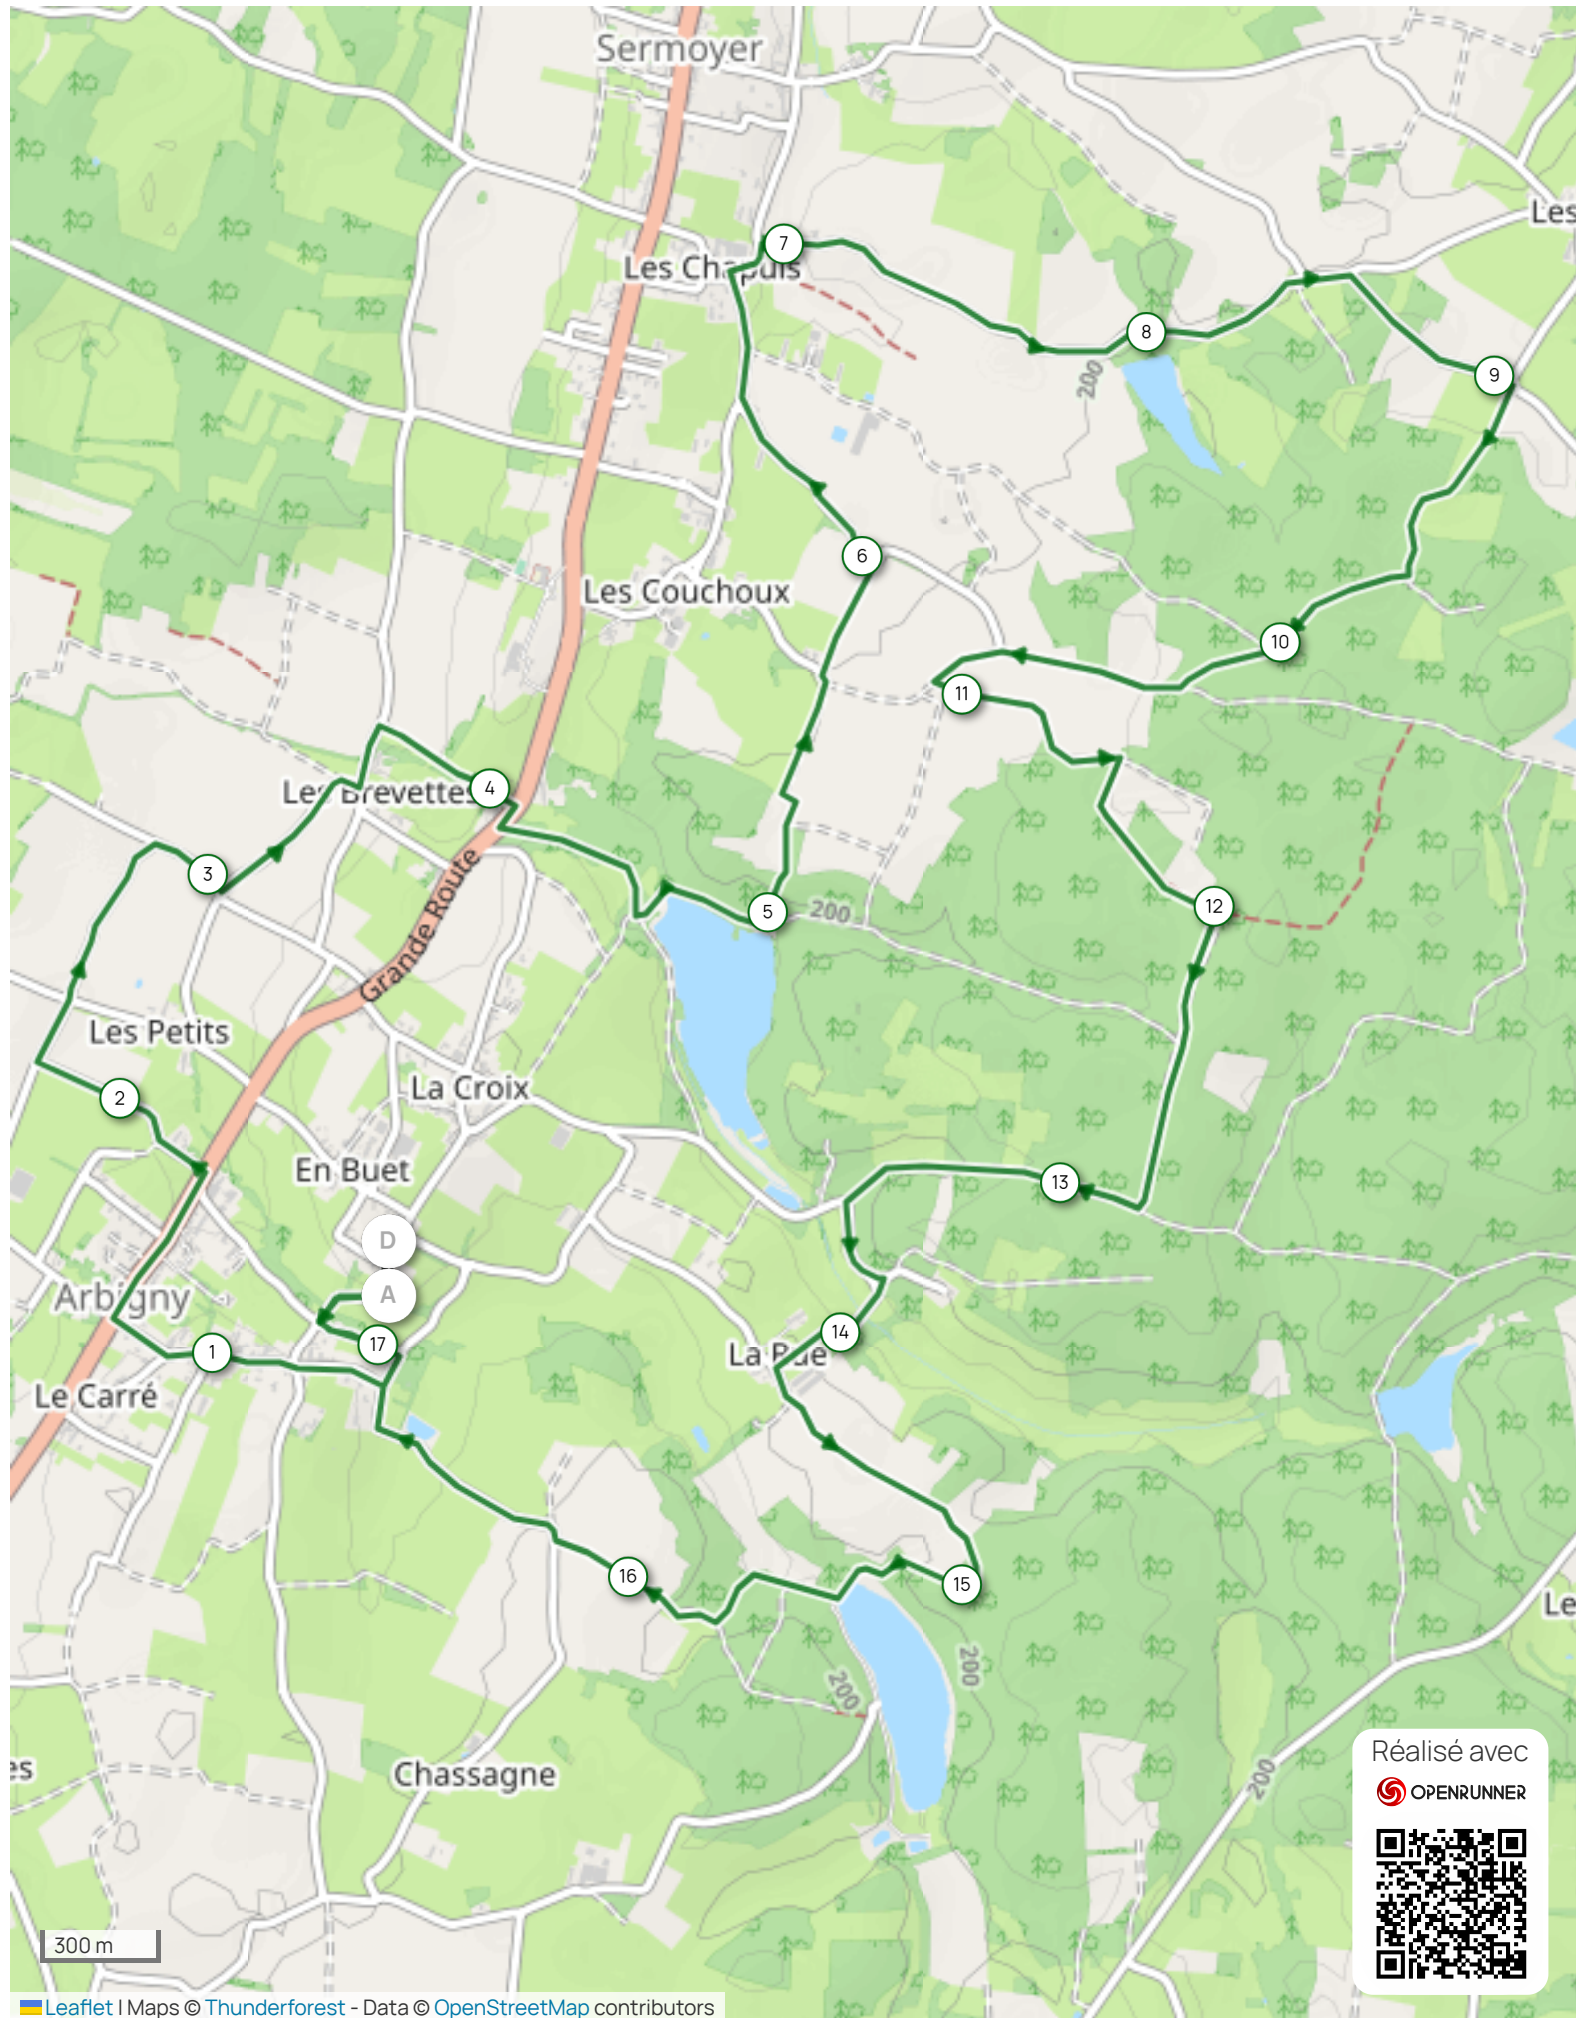 Sermoyer
Les
7
Les Chapuis
8
200
9
6
Les Couchoux
10
11
Les Brevettes
4
3
Grande Route
5
200
12
Les Petits
2
La Croix
En Buet
13
D
A
Arbigny
17
14
1
La Rue
Le Carré
16
15
Le
200
200
Chassagne
es
200
Réalisé avec
OPENRUNNER
300 m
Leaflet | Maps © Thunderforest - Data © OpenStreetMap contributors